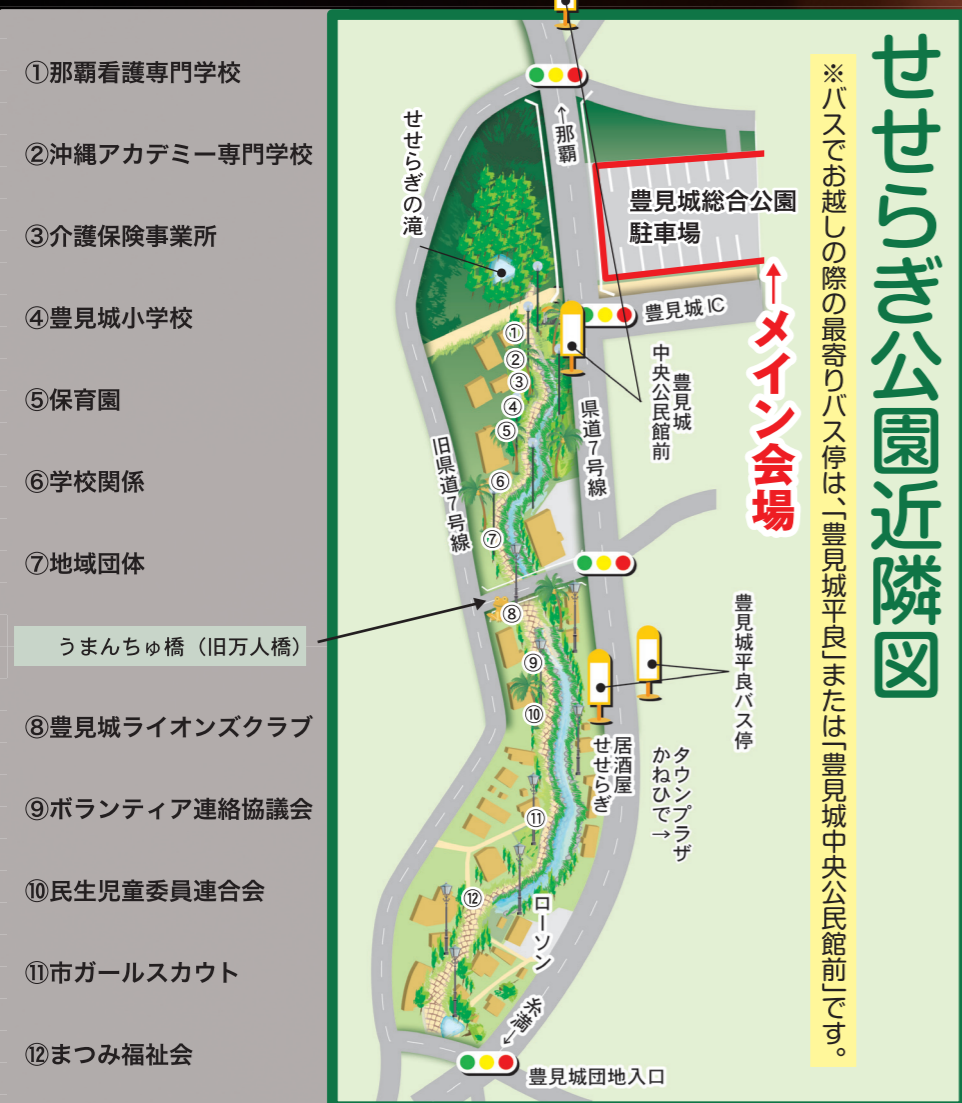 せせらぎ公園近隣図
※バスでお越しの際の最寄りバス停は、「豊見城平良」または「豊見城中央公民館前」です。
①那覇看護専門学校
②沖縄アカデミー専門学校
③介護保険事業所
④豊見城小学校
⑤保育園
⑥学校関係
⑦地域団体
うまんちゅ橋（旧万人橋）
⑧豊見城ライオンズクラブ
⑨ボランティア連絡協議会
⑩民生児童委員連合会
⑪市ガールスカウト
⑫まつみ福祉会
←那覇
せせらぎの滝
豊見城総合公園
駐車場
←メイン会場
豊見城 IC
豊見城
中央公民館前
県道7号線
旧県道7号線
①
②
③
④
⑤
⑥
⑦
⑧
⑨
⑩
⑪
⑫
豊見城平良バス停
居酒屋
せせらぎ
タウンプラザ
かねひで→
ローソン
糸満→
豊見城団地入口